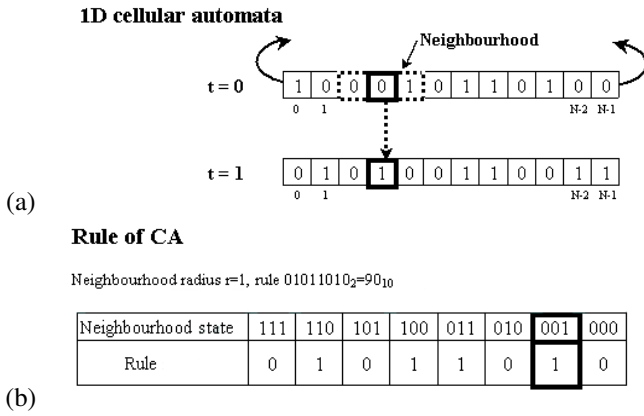 1D cellular automata
Neighbourhood
t = 0 1 0 0 0 1 0 1 1 0 1 0 0
0 1 N-2 N-1
t = 1 0 1 0 1 0 0 1 1 0 0 1 1
0 1 N-2 N-1
(a)
Rule of CA
Neighbourhood radius r=1, rule 01011010₂=90₁₀
Neighbourhood state 111 110 101 100 011 010 001 000
Rule 0 1 0 1 1 0 1 0
(b)